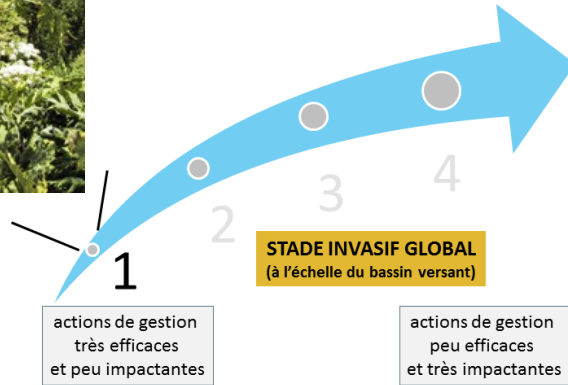 4
3
2
1
STADE INVASIF GLOBAL
(à l'échelle du bassin versant)
actions de gestion
très efficaces
et peu impactantes
actions de gestion
peu efficaces
et très impactantes